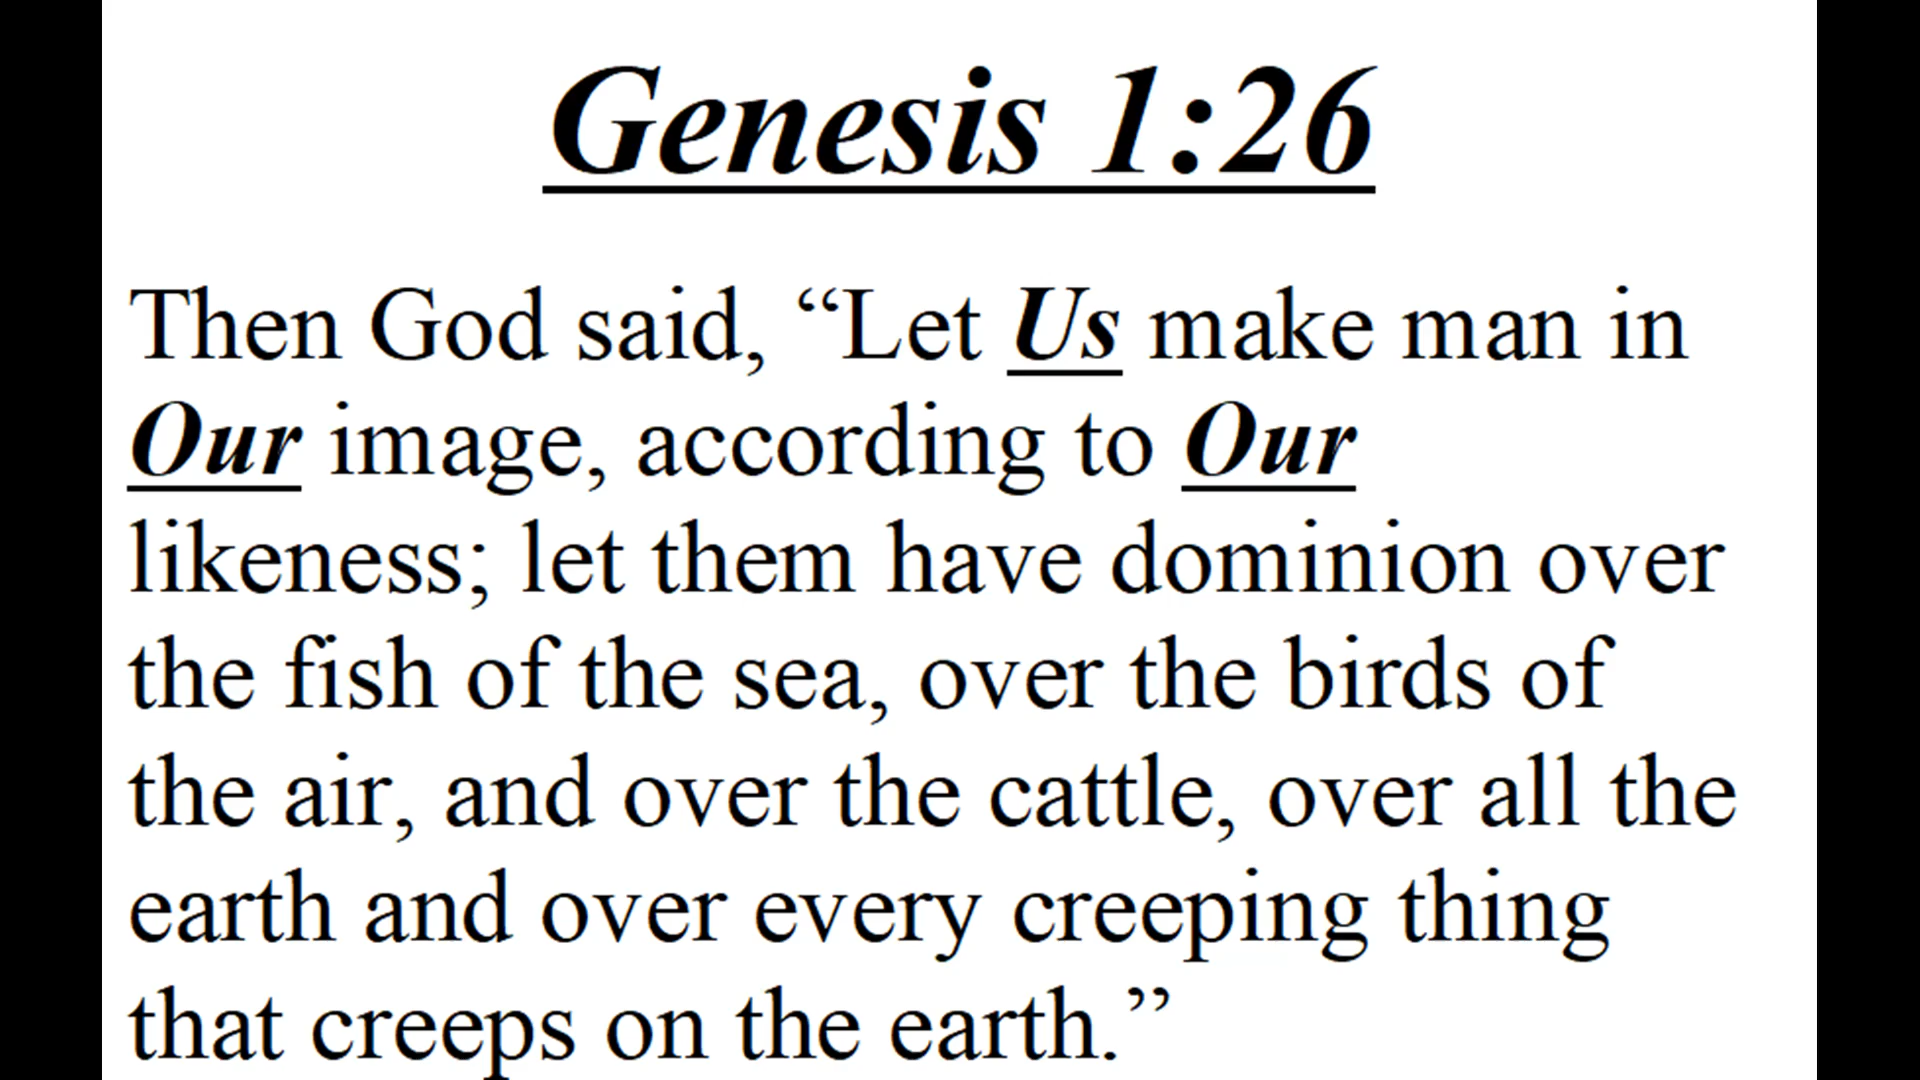 Genesis 1:26
Then God said, “Let Us make man in
Our image, according to Our
likeness; let them have dominion over
the fish of the sea, over the birds of
the air, and over the cattle, over all the
earth and over every creeping thing
that creeps on the earth.”